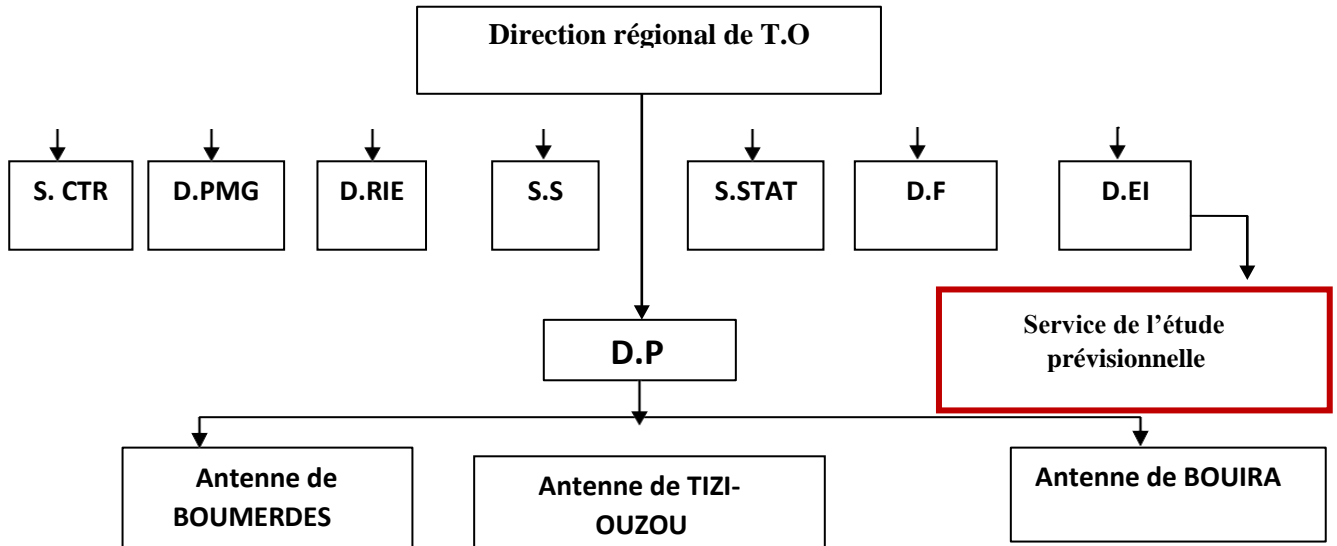 Direction régional de T.O
S. CTR
D.PMG
D.RIE
S.S
S.STAT
D.F
D.EI
Service de l’étude
prévisionnelle
D.P
Antenne de
BOUMERDES
Antenne de TIZI-
OUZOU
Antenne de BOUIRA